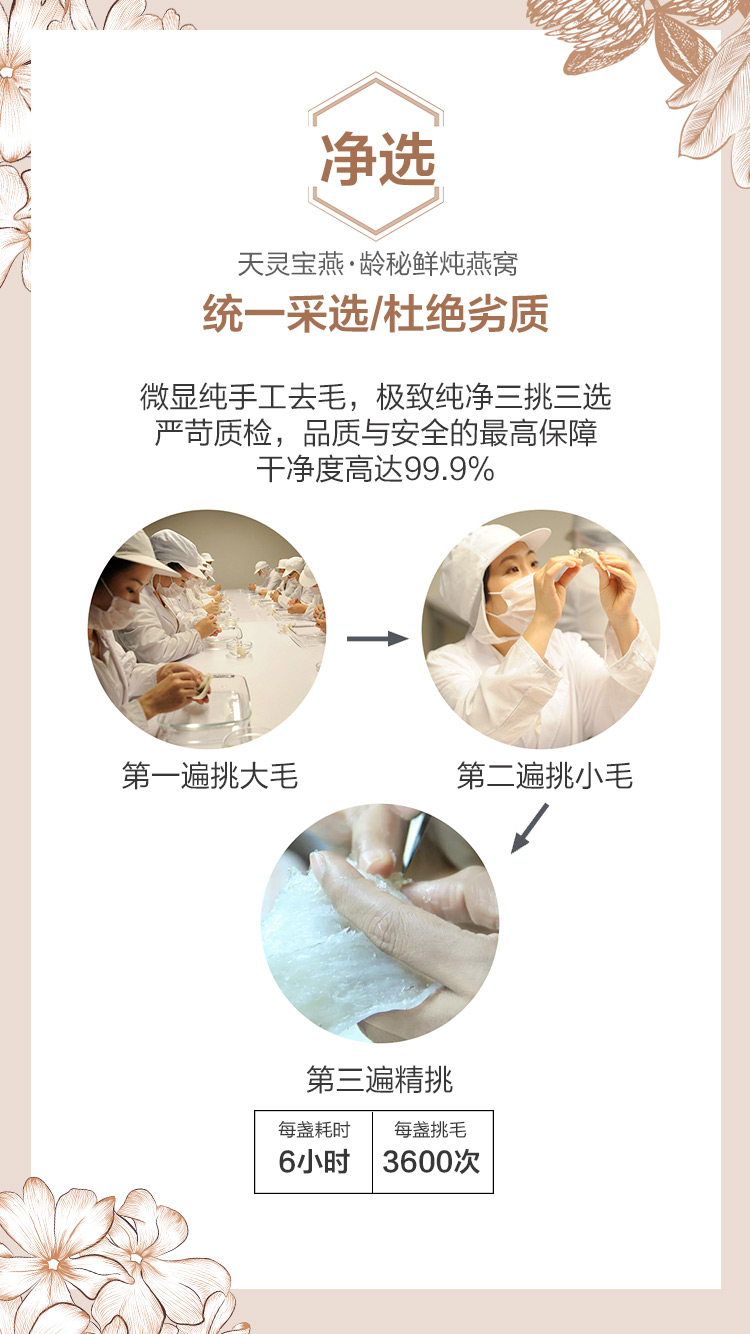 净选
天灵宝燕·龄秘鲜炖燕窝
统一采选/杜绝劣质
微显纯手工去毛，极致纯净三挑三选
严苛质检，品质与安全的最高保障
干净度高达99.9%
第一遍挑大毛
第二遍挑小毛
第三遍精挑
每盏耗时
6小时
每盏挑毛
3600次